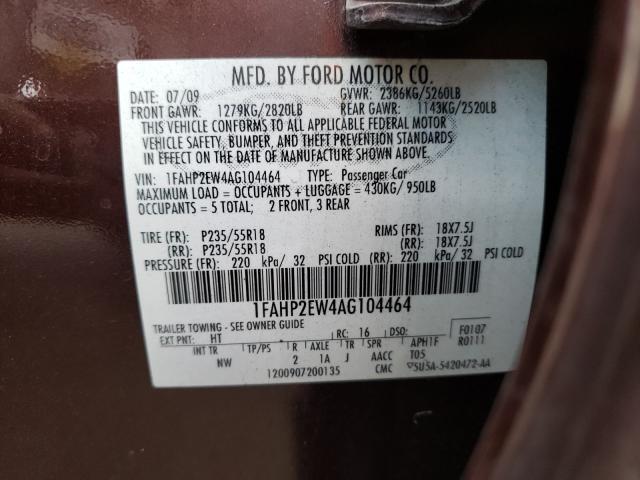 MFD. BY FORD MOTOR CO.
07/09 GVWR: 2386KG/5260LB
FRONT GAWR: 1279KG/2820LB REAR GAWR: 1143KG/2520LB
THIS VEHICLE CONFORMS TO ALL APPLICABLE FEDERAL MOTOR
VEHICLE SAFETY, BUMPER, AND THEFT PREVENTION STANDARDS
IN EFFECT ON THE DATE OF MANUFACTURE SHOWN ABOVE.
VIN: 1FAHP2EW4AG104464 TYPE: Passenger Car
MAXIMUM LOAD = OCCUPANTS + LUGGAGE = 430KG/950LB
OCCUPANTS = 5 TOTAL; 2 FRONT, 3 REAR
TIRE (FR): P235/55R18 RIMS (FR): 18X7.5J
(RR): P235/55R18 (RR): 18X7.5J
PRESSURE (FR): 220 kPa/ 32 PSI COLD (RR): 220 kPa/ 32 PSI COLD
1FAHP2EW4AG104464
TRAILER TOWING - SEE OWNER GUIDE
EXT PNT: HT RC: 16 DSO: F0107
INT TR TP/PS R AXLE TR SPR APH1F R0111
NW 2 1A J AACC T05
1200907200135 CMC 5U5A-5420472-AA